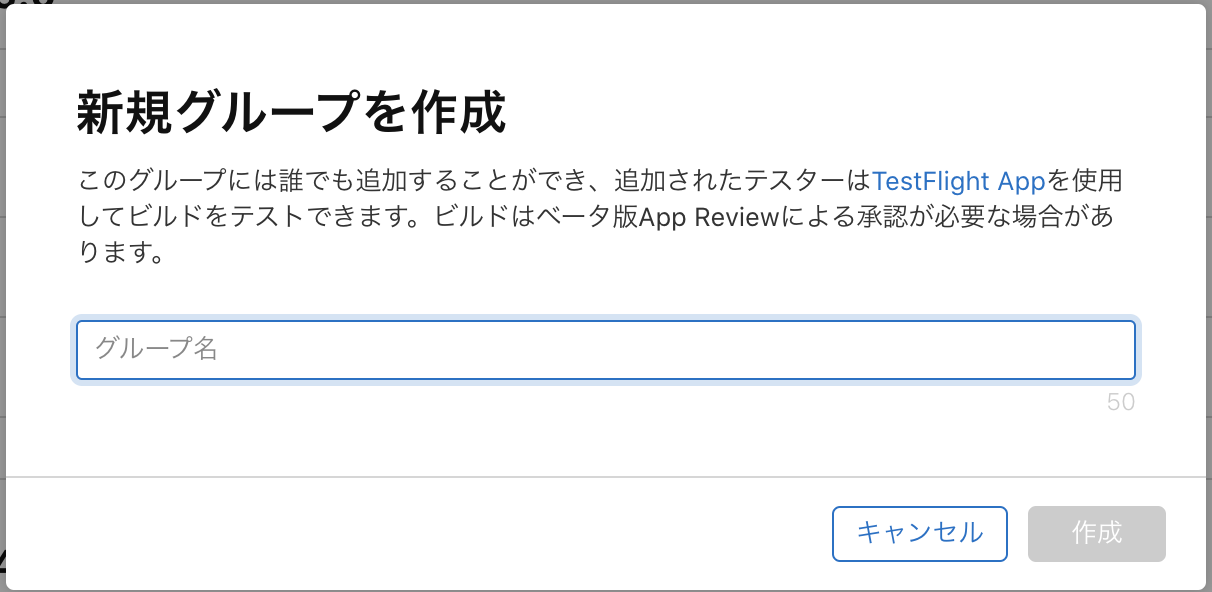 新規グループを作成
このグループには誰でも追加することができ、追加されたテスターはTestFlight Appを使用
してビルドをテストできます。ビルドはベータ版App Reviewによる承認が必要な場合があ
ります。
グループ名
50
キャンセル
作成